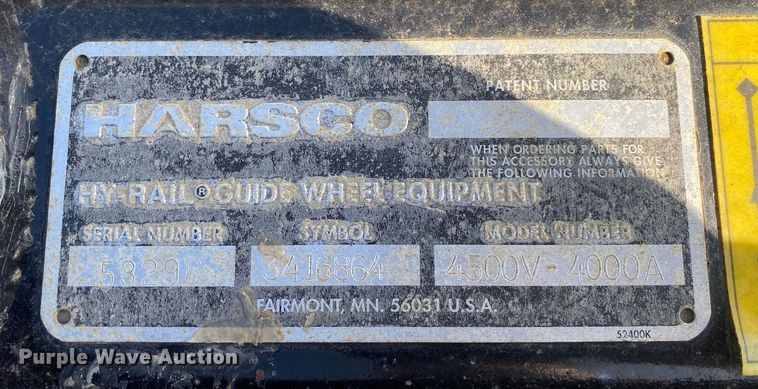 PATENT NUMBER
HARSCO
WHEN ORDERING PARTS FOR
THIS ACCESSORY ALWAYS GIVE
THE FOLLOWING INFORMATION
HY-RAIL® GUIDE WHEEL EQUIPMENT
SERIAL NUMBER SYMBOL MODEL NUMBER
3416864 4500V-4000A
FAIRMONT, MN. 56031 U.S.A.
52400K
Purple Wave Auction